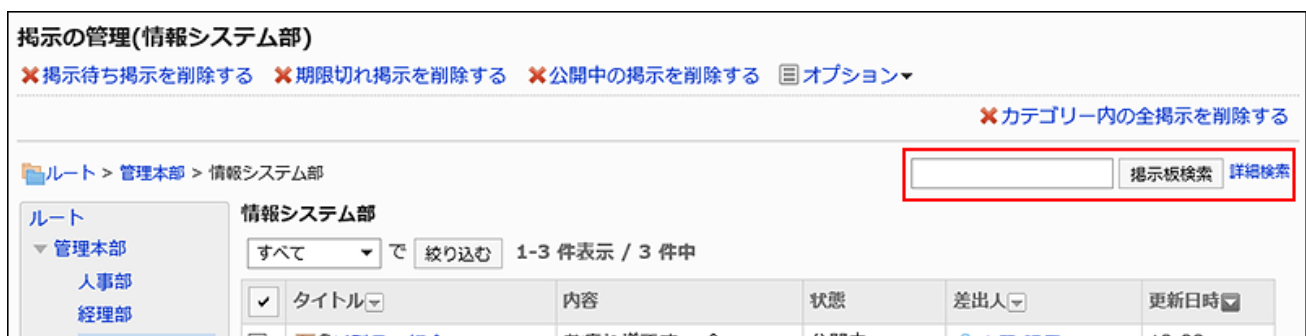 掲示の管理(情報システム部)
掲示待ち掲示を削除する 期限切れ掲示を削除する 公開中の掲示を削除する オプション
カテゴリー内の全掲示を削除する
ルート > 管理本部 > 情報システム部 掲示板検索 詳細検索
ルート 情報システム部
管理本部 すべて で 絞り込む 1-3 件表示 / 3 件中
人事部
経理部 タイトル 内容 状態 差出人 更新日時